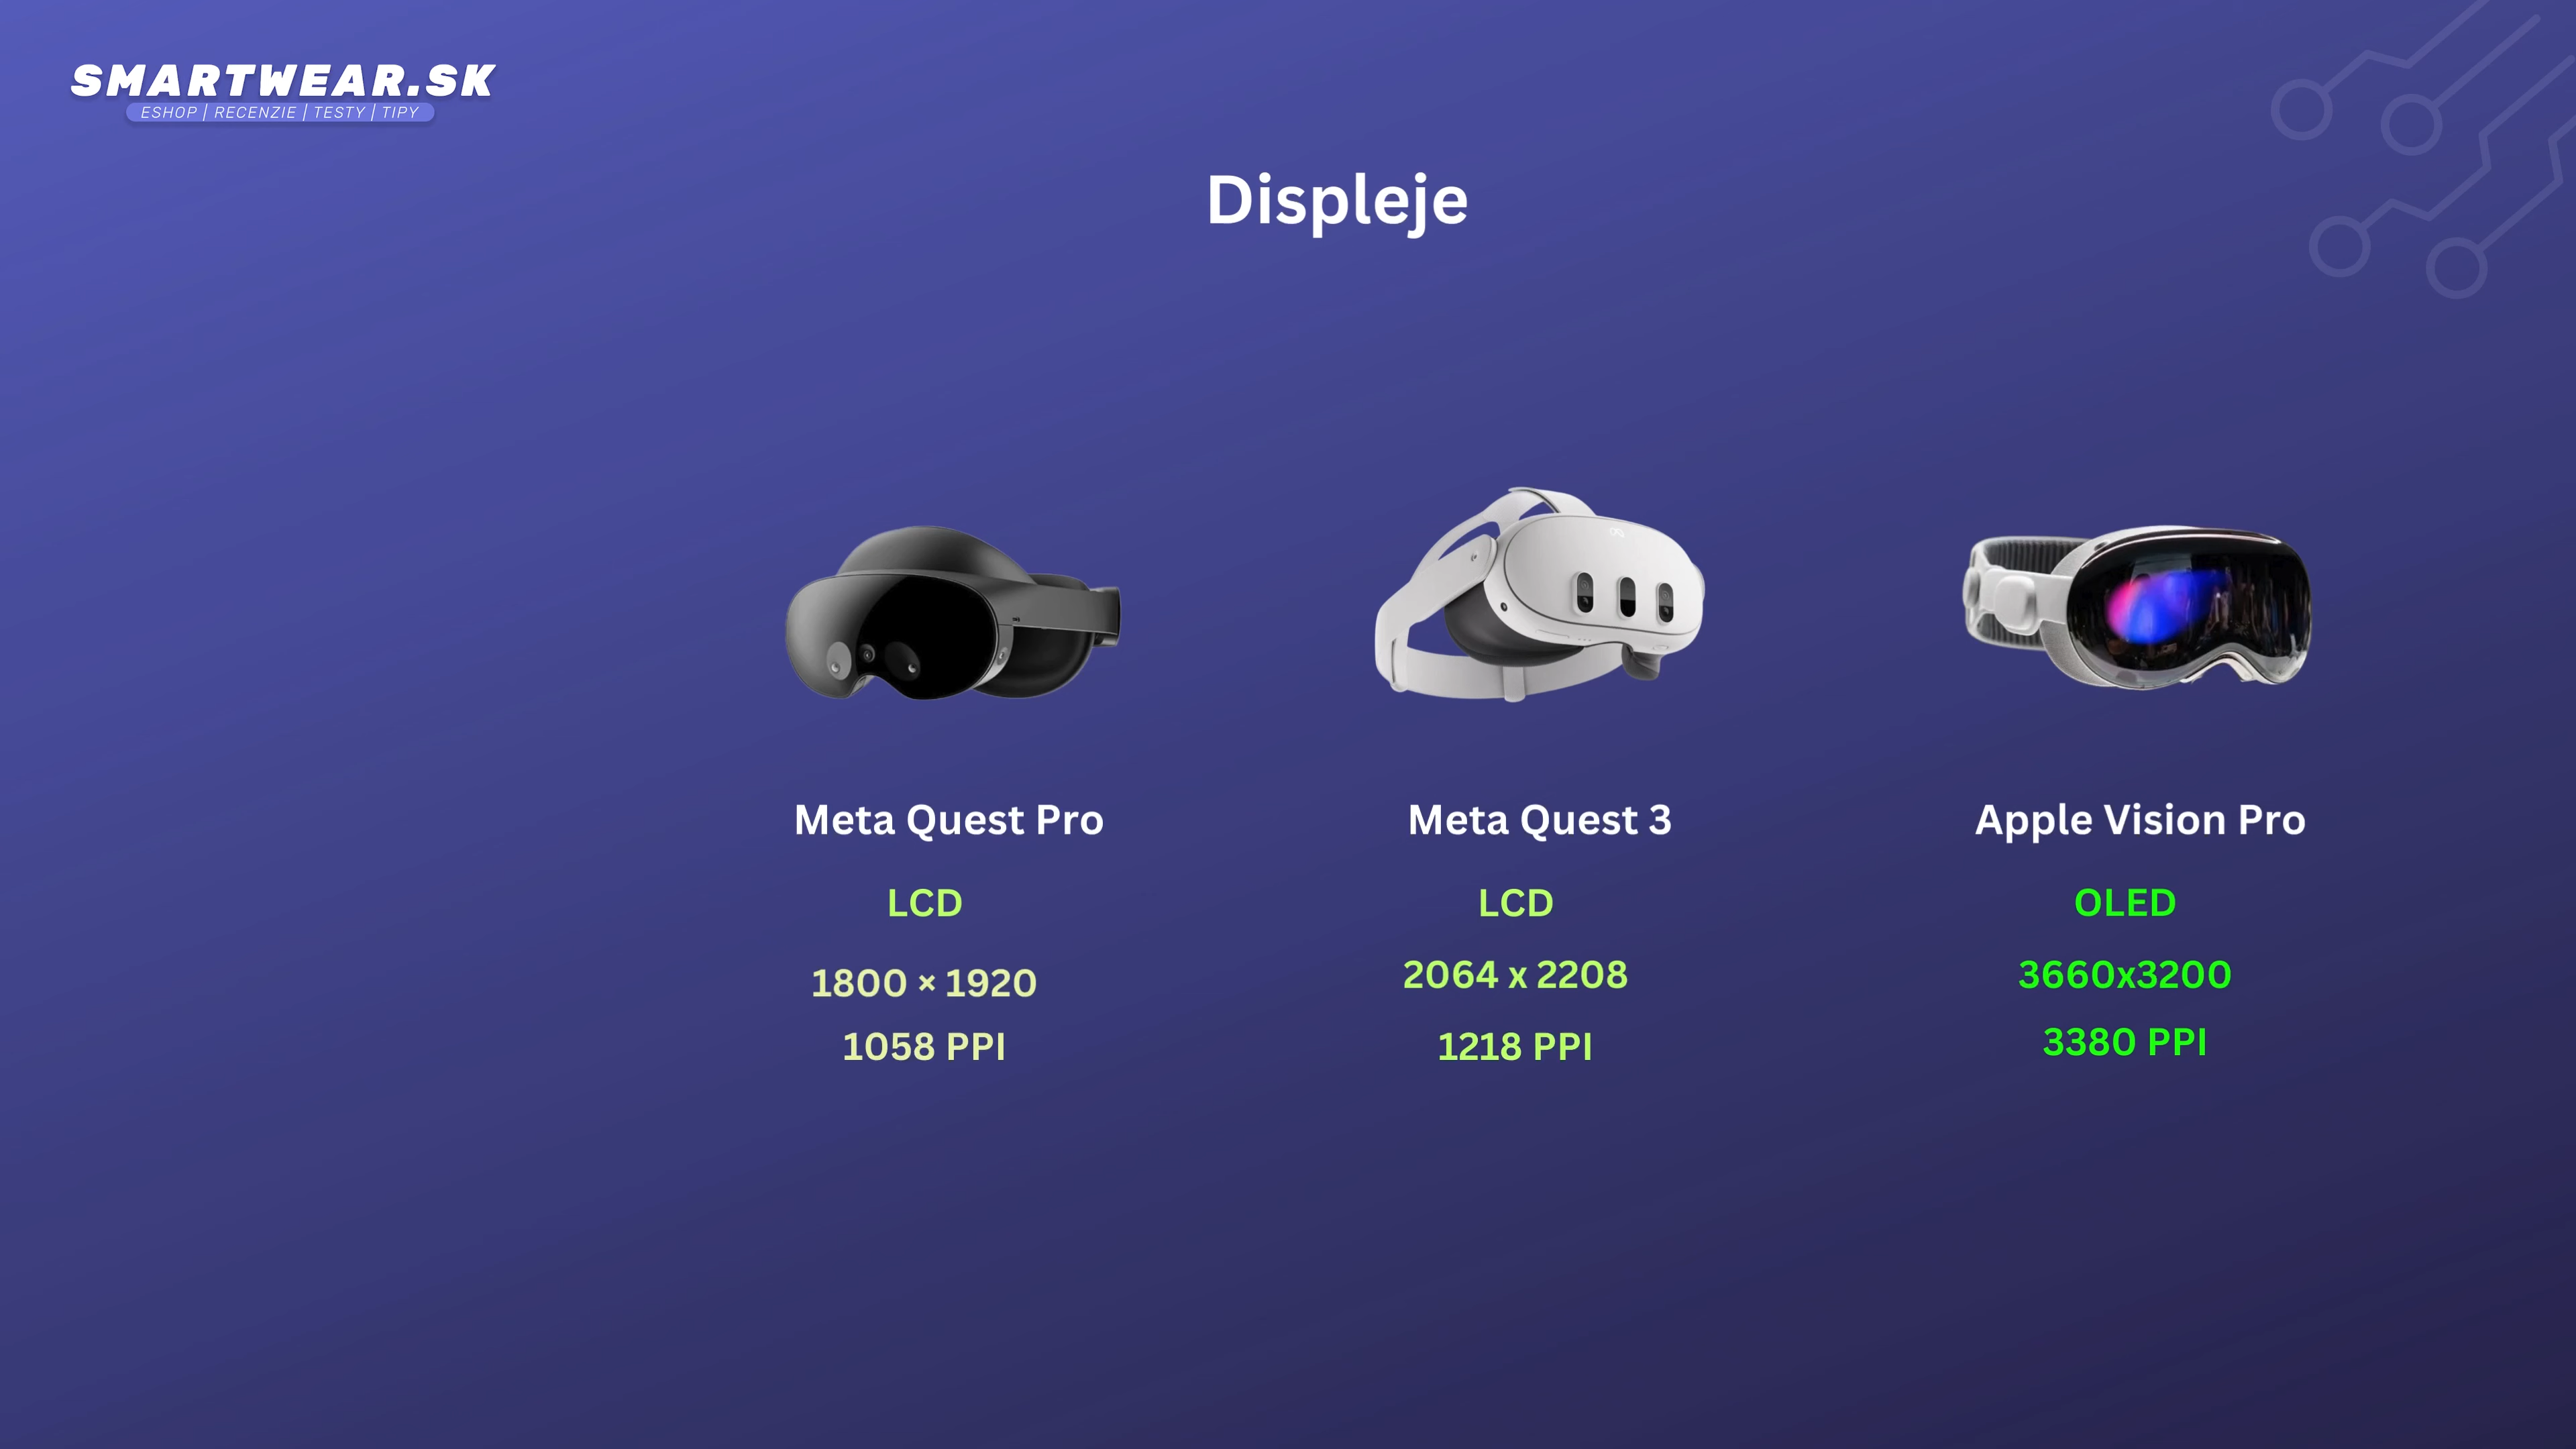 SMARTWEAR.SK
ESHOP | RECENZIE | TESTY | TIPY
Displeje
Meta Quest Pro
LCD
1800 × 1920
1058 PPI
Meta Quest 3
LCD
2064 x 2208
1218 PPI
Apple Vision Pro
OLED
3660x3200
3380 PPI